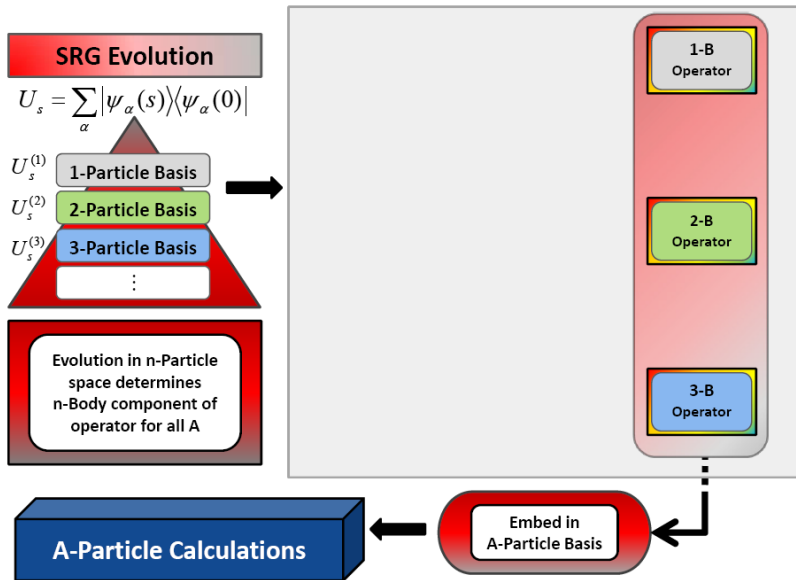 SRG Evolution
U_s = ∑_α |ψ_α(s)⟩⟨ψ_α(0)|
U_s^(1) 1-Particle Basis
U_s^(2) 2-Particle Basis
U_s^(3) 3-Particle Basis
⋮
Evolution in n-Particle
space determines
n-Body component of
operator for all A
1-B
Operator
2-B
Operator
3-B
Operator
Embed in
A-Particle Basis
A-Particle Calculations